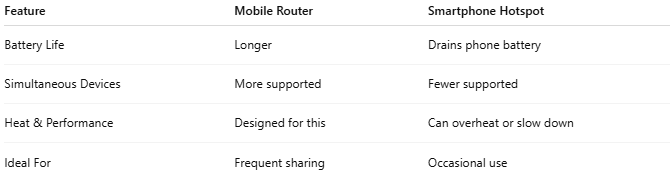 Feature Mobile Router Smartphone Hotspot
Battery Life Longer Drains phone battery
Simultaneous Devices More supported Fewer supported
Heat & Performance Designed for this Can overheat or slow down
Ideal For Frequent sharing Occasional use